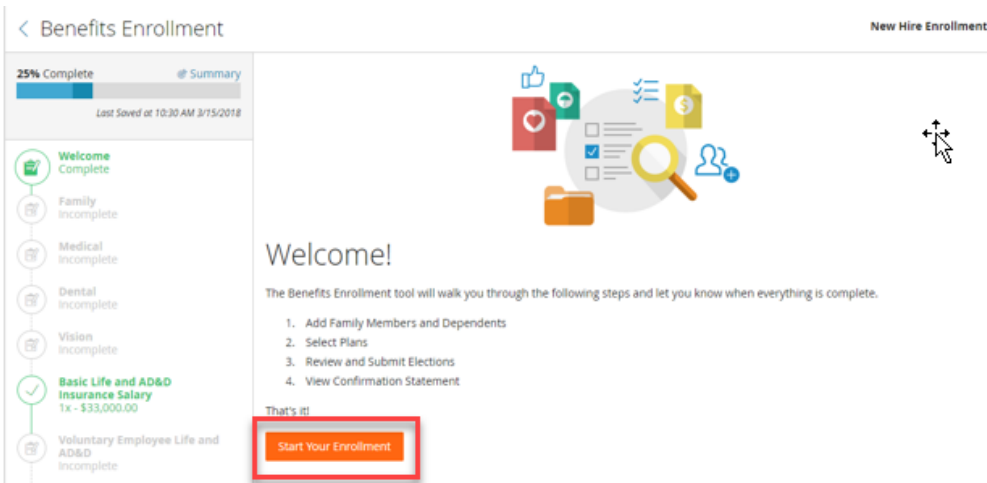 Benefits Enrollment
New Hire Enrollment
25% Complete
Summary
Last Saved at 10:30 AM 3/15/2018
Welcome
Complete
Family
Incomplete
Medical
Incomplete
Dental
Incomplete
Vision
Incomplete
Basic Life and AD&D
Insurance Salary
1x - $33,000.00
Voluntary Employee Life and
AD&D
Incomplete
$
Welcome!
The Benefits Enrollment tool will walk you through the following steps and let you know when everything is complete.
1. Add Family Members and Dependents
2. Select Plans
3. Review and Submit Elections
4. View Confirmation Statement
That's it!
Start Your Enrollment